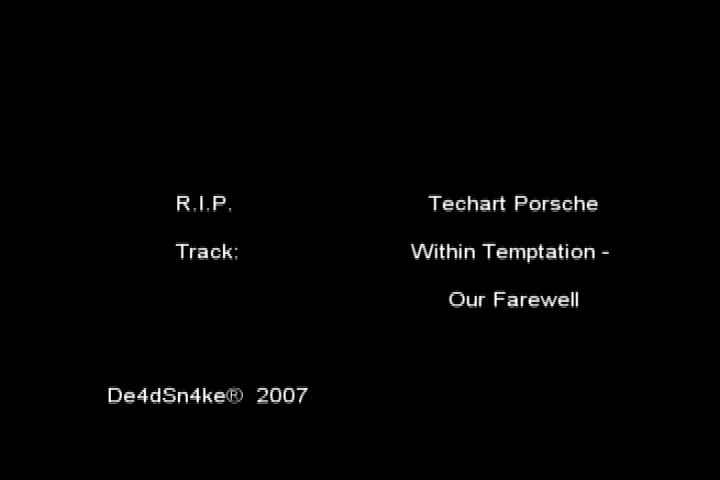 R.I.P. Techart Porsche
Track: Within Temptation -
Our Farewell
De4dSn4ke® 2007